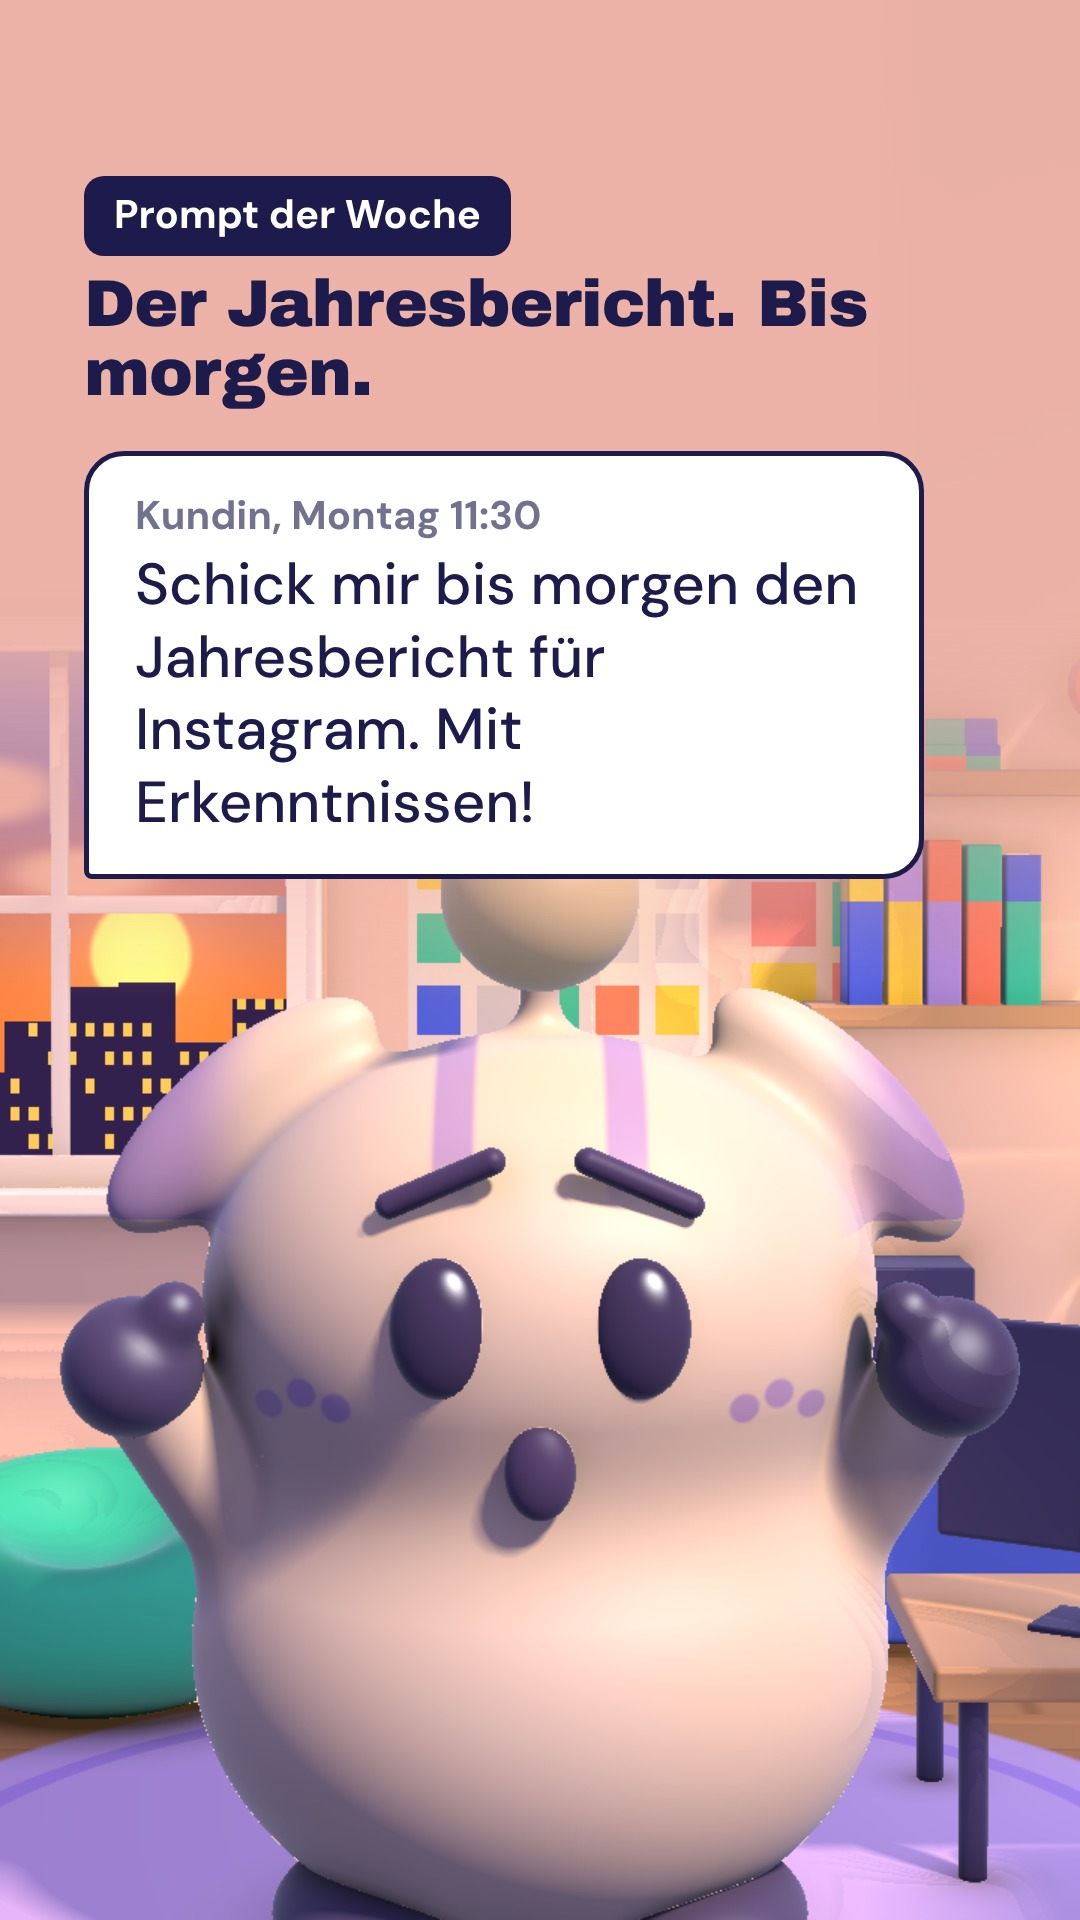 Prompt der Woche
Der Jahresbericht. Bis
morgen.
Kundin, Montag 11:30
Schick mir bis morgen den
Jahresbericht für
Instagram. Mit
Erkenntnissen!